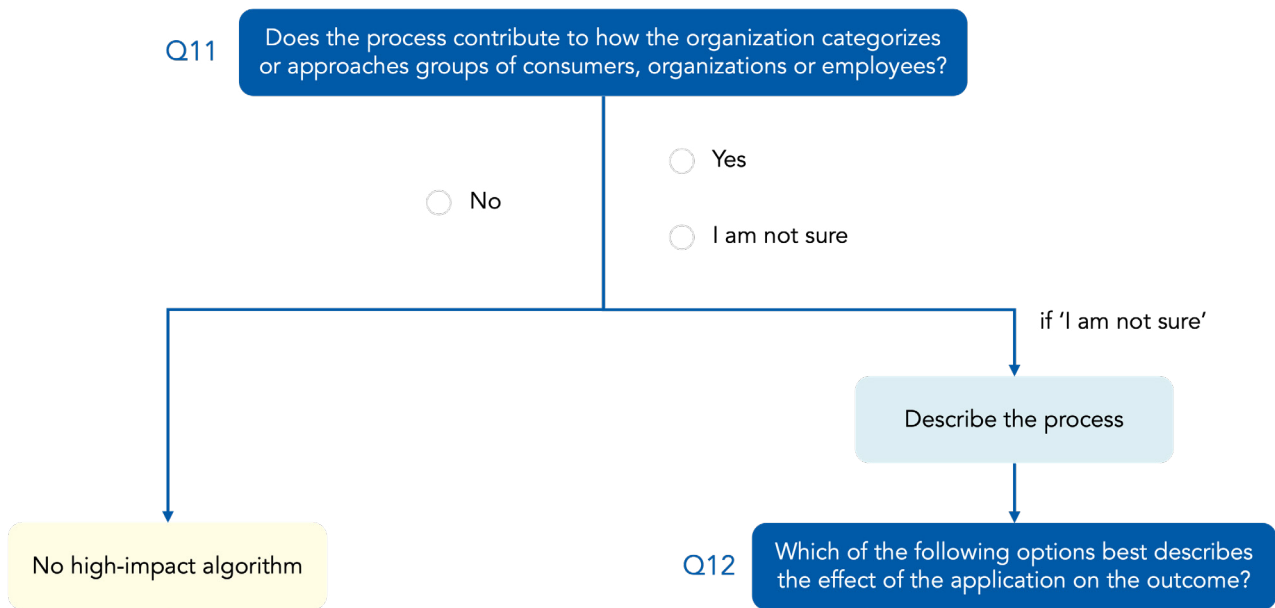 Q11
Does the process contribute to how the organization categorizes
or approaches groups of consumers, organizations or employees?
Yes
No
I am not sure
if ‘I am not sure’
Describe the process
No high-impact algorithm
Q12
Which of the following options best describes
the effect of the application on the outcome?